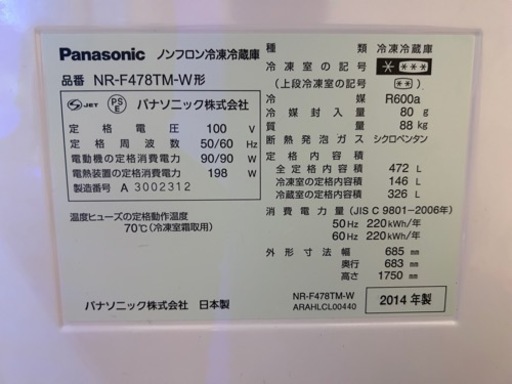 Panasonic ノンフロン冷凍冷蔵庫
品番 NR-F478TM-W形
S JET PS E パナソニック株式会社
定格電圧 100 V
定格周波数 50/60 Hz
電動機の定格消費電力 90/90 W
電熱装置の定格消費電力 198 W
製造番号 A 3002312
温度ヒューズの定格動作温度
70℃(冷凍室霜取用)
パナソニック株式会社 日本製
種類 冷凍冷蔵庫
冷凍室の記号 * ***
(上段冷凍室の記号) **
冷媒 R600a
冷媒封入量 80 g
質量 88 kg
断熱発泡ガス シクロペンタン
定格内容積
全定格内容積 472 L
冷凍室の定格内容積 146 L
冷蔵室の定格内容積 326 L
消費電力量(JIS C 9801-2006年)
50Hz 220kWh/年
60Hz 220kWh/年
外形寸法 幅 685 mm
奥行 683 mm
高さ 1750 mm
NR-F478TM-W
ARAHLCL00440
2014年製